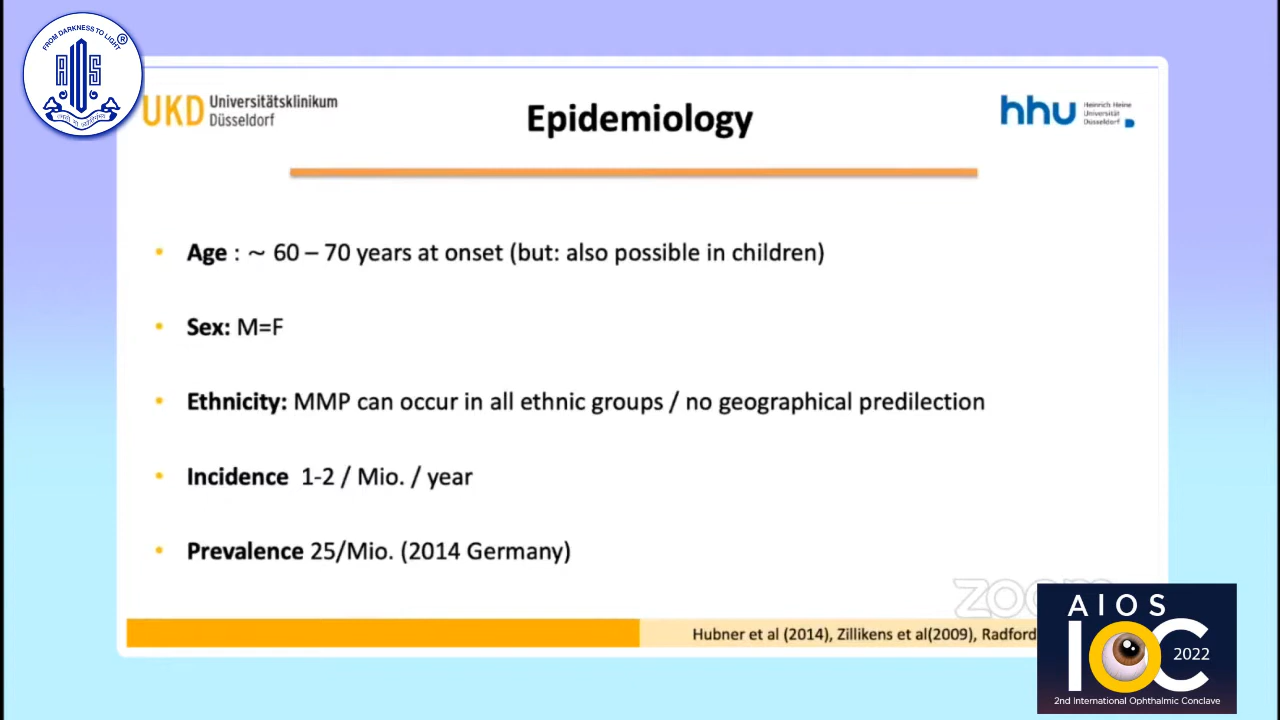 FROM DARKNESS TO LIGHT
®
AIOS
UKD Universitätsklinikum
Düsseldorf
Epidemiology
hhu Heinrich Heine
Universität
Düsseldorf
• Age : ~ 60 – 70 years at onset (but: also possible in children)
• Sex: M=F
• Ethnicity: MMP can occur in all ethnic groups / no geographical predilection
• Incidence 1-2 / Mio. / year
• Prevalence 25/Mio. (2014 Germany)
zoom
Hubner et al (2014), Zillikens et al(2009), Radford
AIOS
IOC
2022
2nd International Ophthalmic Conclave